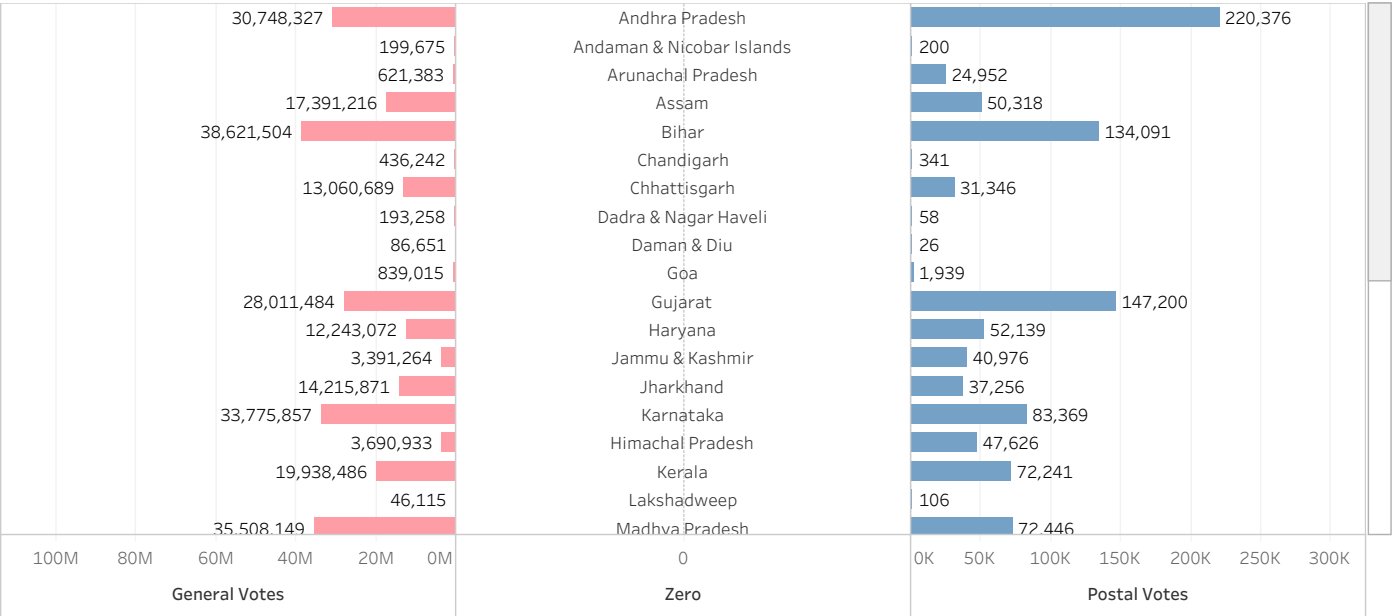 30,748,327 Andhra Pradesh 220,376
199,675 Andaman & Nicobar Islands 200
621,383 Arunachal Pradesh 24,952
17,391,216 Assam 50,318
38,621,504 Bihar 134,091
436,242 Chandigarh 341
13,060,689 Chhattisgarh 31,346
193,258 Dadra & Nagar Haveli 58
86,651 Daman & Diu 26
839,015 Goa 1,939
28,011,484 Gujarat 147,200
12,243,072 Haryana 52,139
3,391,264 Jammu & Kashmir 40,976
14,215,871 Jharkhand 37,256
33,775,857 Karnataka 83,369
3,690,933 Himachal Pradesh 47,626
19,938,486 Kerala 72,241
46,115 Lakshadweep 106
35,508,149 Madhya Pradesh 72,446
100M 80M 60M 40M 20M 0M 0 0K 50K 100K 150K 200K 250K 300K
General Votes Zero Postal Votes